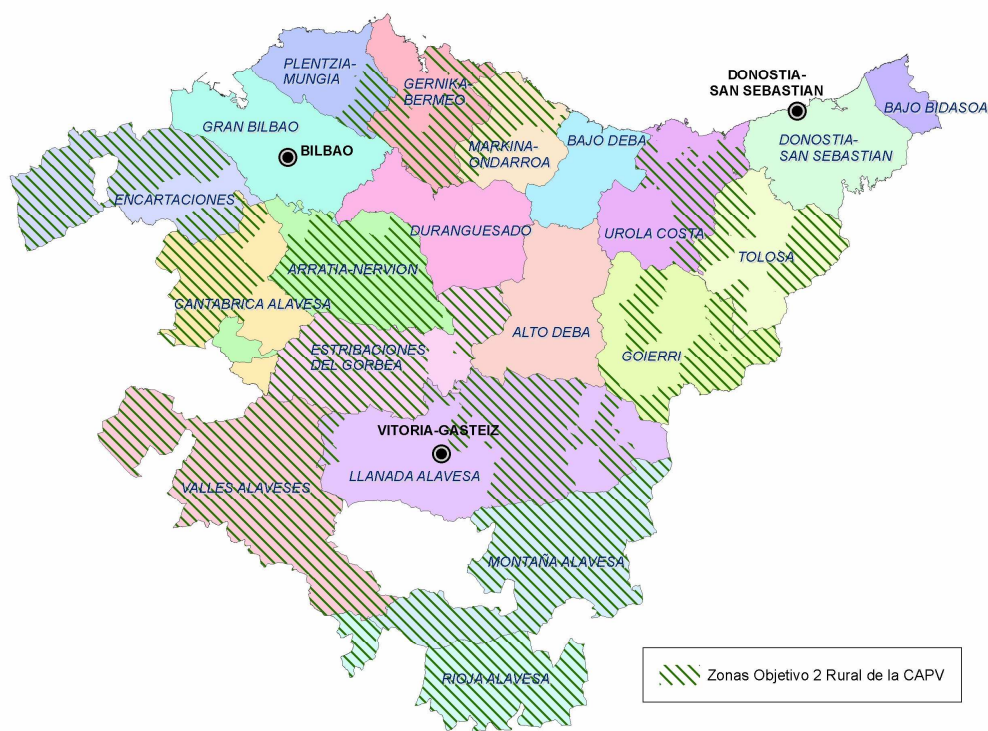 PLENTZIA-
MUNGIA
GERNIKA-
BERMEO
DONOSTIA-
SAN SEBASTIAN
BAJO BIDASOA
GRAN BILBAO
BILBAO
MARKINA-
ONDARROA
BAJO DEBA
DONOSTIA-
SAN SEBASTIAN
ENCARTACIONES
DURANGUESADO
UROLA COSTA
TOLOSA
ARRATIA-NERVION
CANTABRICA ALAVESA
ALTO DEBA
ESTRIBACIONES
DEL GORBEA
GOIERRI
VITORIA-GASTEIZ
LLANADA ALAVESA
VALLES ALAVESES
MONTAÑA ALAVESA
RIOJA ALAVESA
Zonas Objetivo 2 Rural de la CAPV